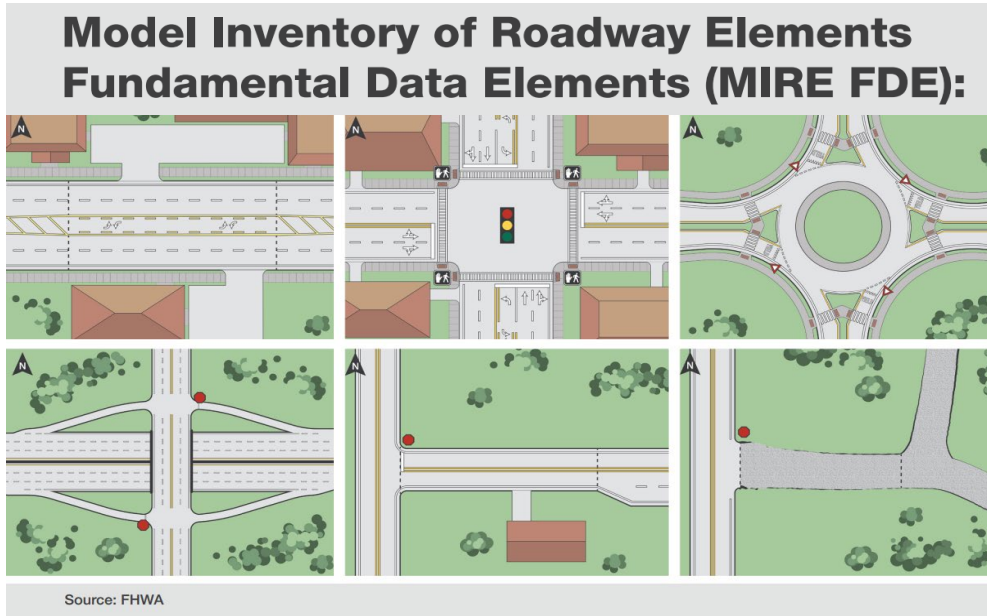 Model Inventory of Roadway Elements
Fundamental Data Elements (MIRE FDE):
N
N
N
N
N
N
Source: FHWA